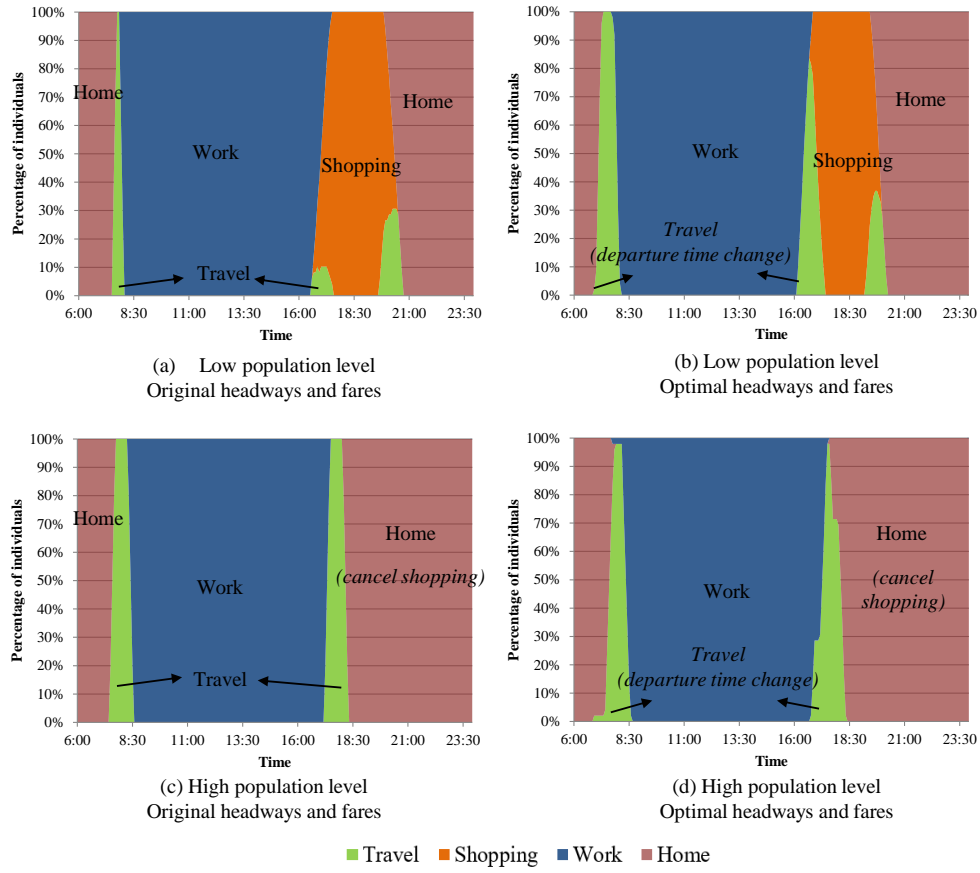 100%
90%
80%
70%
60%
50%
40%
30%
20%
10%
0%
Percentage of individuals
Home
Work
Shopping
Home
Travel
6:00 8:30 11:00 13:30 16:00 18:30 21:00 23:30
Time
(a) Low population level
Original headways and fares
100%
90%
80%
70%
60%
50%
40%
30%
20%
10%
0%
Percentage of individuals
Home
Work
Shopping
Travel
(departure time change)
6:00 8:30 11:00 13:30 16:00 18:30 21:00 23:30
Time
(b) Low population level
Optimal headways and fares
100%
90%
80%
70%
60%
50%
40%
30%
20%
10%
0%
Percentage of individuals
Home
Home
(cancel shopping)
Work
Travel
6:00 8:30 11:00 13:30 16:00 18:30 21:00 23:30
Time
(c) High population level
Original headways and fares
100%
90%
80%
70%
60%
50%
40%
30%
20%
10%
0%
Percentage of individuals
Home
(cancel
shopping)
Work
Travel
(departure time change)
6:00 8:30 11:00 13:30 16:00 18:30 21:00 23:30
Time
(d) High population level
Optimal headways and fares
Travel Shopping Work Home